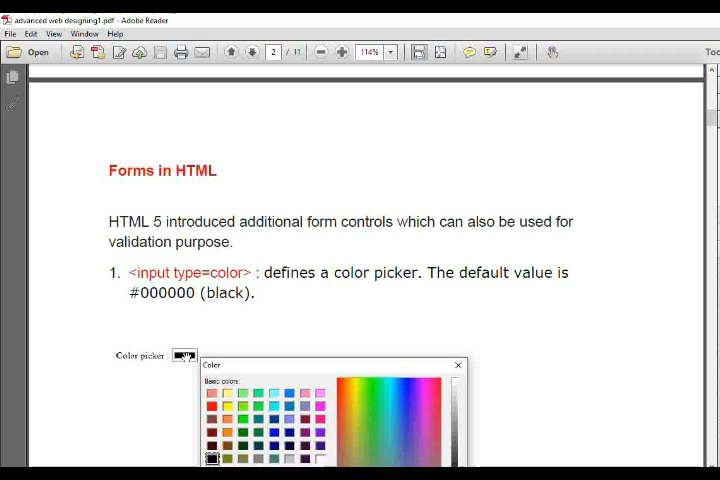 advanced web designing1.pdf - Adobe Reader
File Edit View Window Help
Open 2 / 11 114%
Forms in HTML
HTML 5 introduced additional form controls which can also be used for
validation purpose.
1. <input type=color> : defines a color picker. The default value is
#000000 (black).
Color picker :
Color
Basic colors: